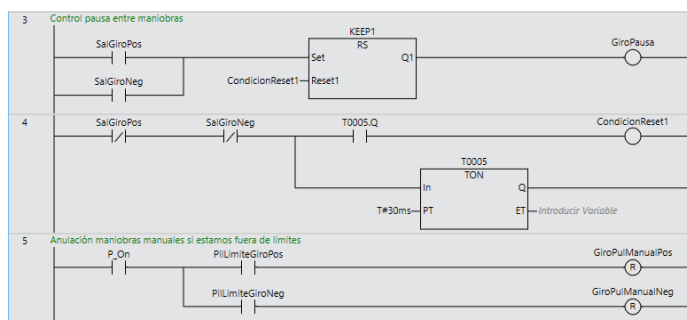 3 Control pausa entre maniobras
KEEP1
SalGiroPos RS GiroPausa
Set Q1
SalGiroNeg
CondicionReset1 Reset1
4 SalGiroPos SalGiroNeg T0005.Q CondicionReset1
T0005
TON
In Q
T#30ms PT ET Introducir Variable
5 Anulación maniobras manuales si estamos fuera de limites
P_On PilLimiteGiroPos GiroPulManualPos
R
PilLimiteGiroNeg GiroPulManualNeg
R